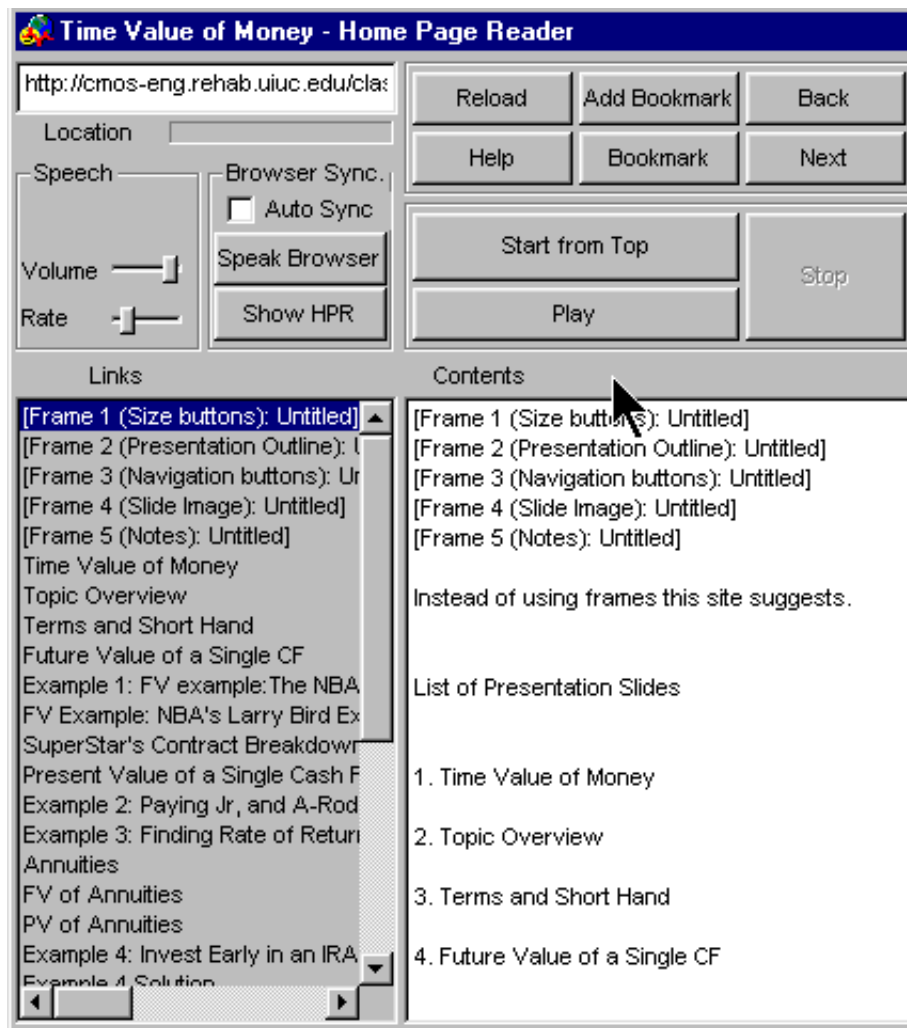 Time Value of Money - Home Page Reader
http://cmos-eng.rehab.uiuc.edu/clas
Location
Reload
Add Bookmark
Back
Help
Bookmark
Next
Speech
Volume
Rate
Browser Sync.
Auto Sync
Speak Browser
Show HPR
Start from Top
Play
Stop
Links
[Frame 1 (Size buttons): Untitled]
[Frame 2 (Presentation Outline): U
[Frame 3 (Navigation buttons): Un
[Frame 4 (Slide Image): Untitled]
[Frame 5 (Notes): Untitled]
Time Value of Money
Topic Overview
Terms and Short Hand
Future Value of a Single CF
Example 1: FV example:The NBA
FV Example: NBA's Larry Bird Ex
SuperStar's Contract Breakdown
Present Value of a Single Cash F
Example 2: Paying Jr, and A-Rod
Example 3: Finding Rate of Return
Annuities
FV of Annuities
PV of Annuities
Example 4: Invest Early in an IRA
Example 4 Solution
Contents
[Frame 1 (Size buttons): Untitled]
[Frame 2 (Presentation Outline): Untitled]
[Frame 3 (Navigation buttons): Untitled]
[Frame 4 (Slide Image): Untitled]
[Frame 5 (Notes): Untitled]
Instead of using frames this site suggests.
List of Presentation Slides
1. Time Value of Money
2. Topic Overview
3. Terms and Short Hand
4. Future Value of a Single CF